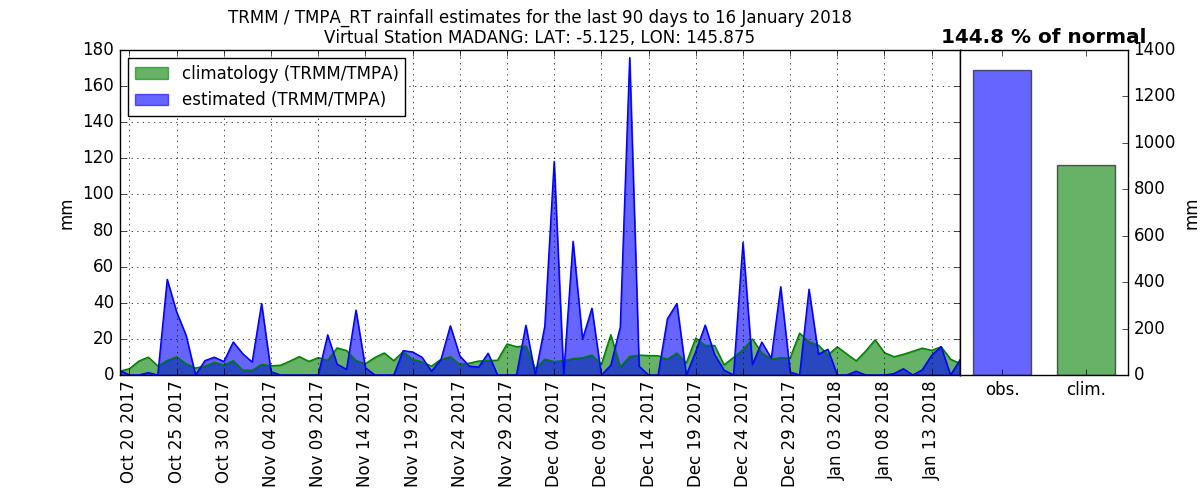 TRMM / TMPA_RT rainfall estimates for the last 90 days to 16 January 2018
Virtual Station MADANG: LAT: -5.125, LON: 145.875
144.8 % of normal
climatology (TRMM/TMPA)
estimated (TRMM/TMPA)
mm
180
160
140
120
100
80
60
40
20
0
Oct 20 2017
Oct 25 2017
Oct 30 2017
Nov 04 2017
Nov 09 2017
Nov 14 2017
Nov 19 2017
Nov 24 2017
Nov 29 2017
Dec 04 2017
Dec 09 2017
Dec 14 2017
Dec 19 2017
Dec 24 2017
Dec 29 2017
Jan 03 2018
Jan 08 2018
Jan 13 2018
1400
1200
1000
800
600
400
200
0
mm
obs.
clim.